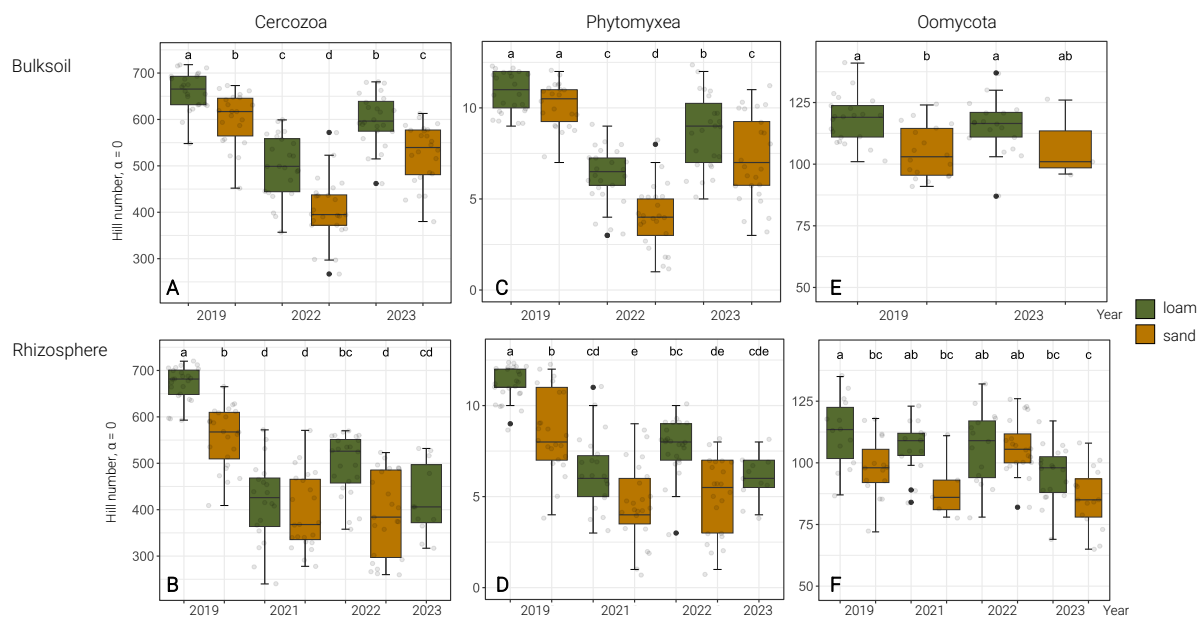 Cercozoa Phytomyxea Oomycota
Bulksoil
a b c d b c
a a c d b c
a b a ab
700
600
500
400
300
Hill number, α = 0
10
5
0
125
100
75
50
A C E
2019 2022 2023
2019 2022 2023
2019 2023 Year
loam
sand
Rhizosphere
a b d d bc d cd
a b cd e bc de cde
a bc ab bc ab ab bc c
700
600
500
400
300
Hill number, α = 0
10
5
0
125
100
75
50
B D F
2019 2021 2022 2023
2019 2021 2022 2023
2019 2021 2022 2023 Year